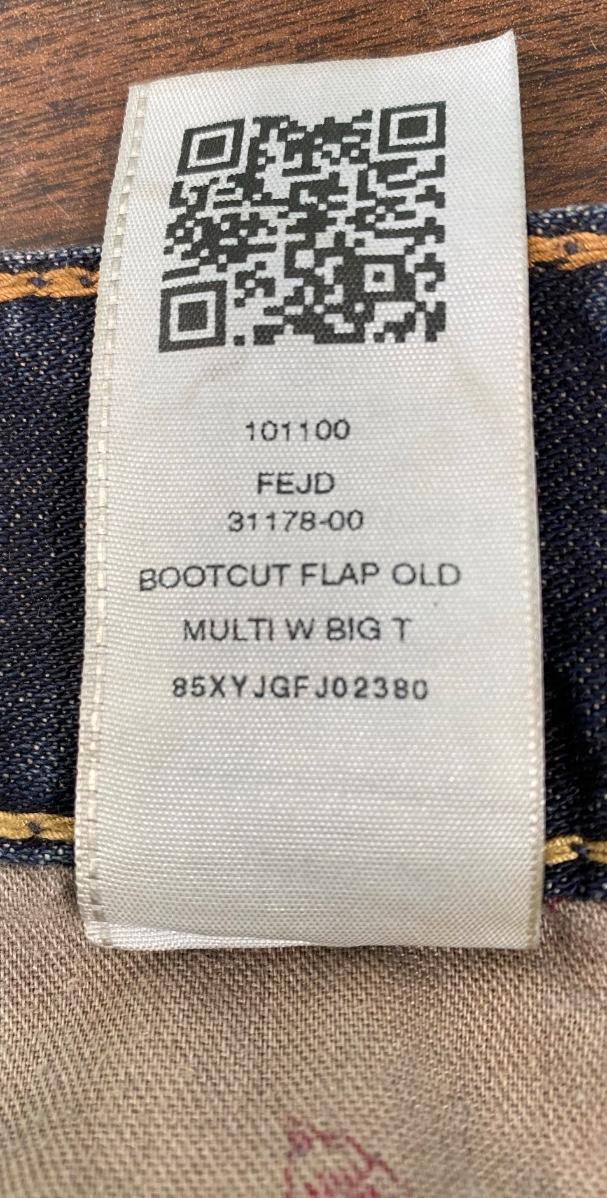 101100
FEJD
31178-00
BOOTCUT FLAP OLD
MULTI W BIG T
85XYJGFJ02380